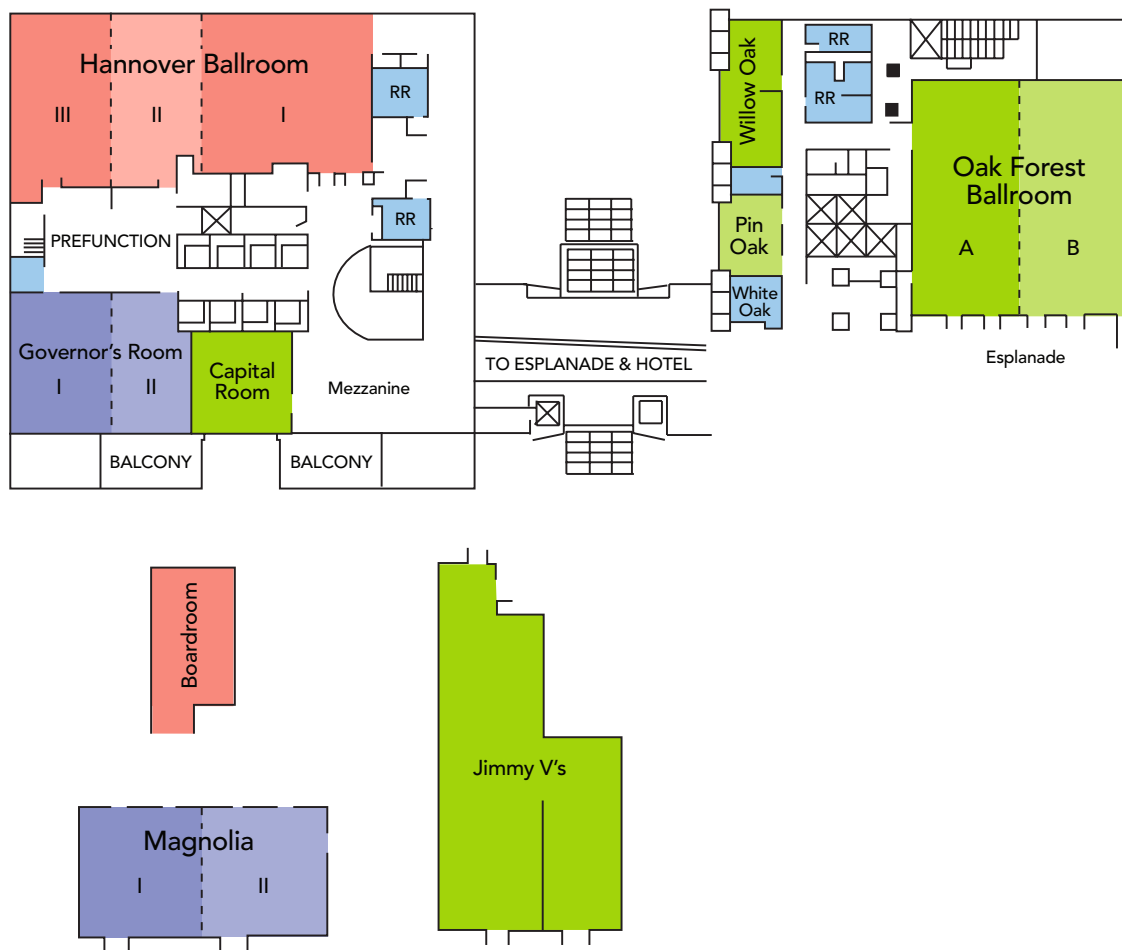 Hannover Ballroom
III
II
I
RR
RR
PREFUNCTION
Governor's Room
I
II
Capital
Room
Mezzanine
BALCONY
BALCONY
TO ESPLANADE & HOTEL
Willow Oak
Pin
Oak
White
Oak
RR
RR
Oak Forest
Ballroom
A
B
Esplanade
Boardroom
Magnolia
I
II
Jimmy V's